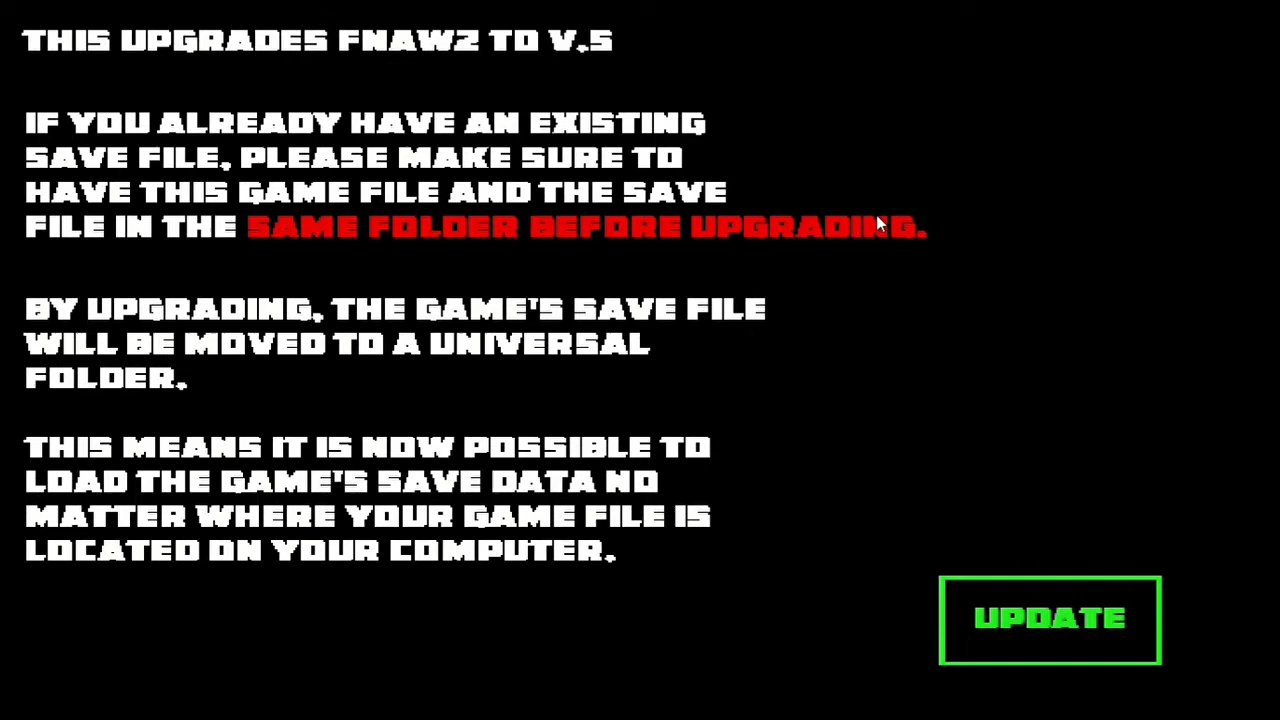 THIS UPGRADES FNAW2 TO V.5
IF YOU ALREADY HAVE AN EXISTING
SAVE FILE, PLEASE MAKE SURE TO
HAVE THIS GAME FILE AND THE SAVE
FILE IN THE SAME FOLDER BEFORE UPGRADING.
BY UPGRADING, THE GAME'S SAVE FILE
WILL BE MOVED TO A UNIVERSAL
FOLDER.
THIS MEANS IT IS NOW POSSIBLE TO
LOAD THE GAME'S SAVE DATA NO
MATTER WHERE YOUR GAME FILE IS
LOCATED ON YOUR COMPUTER.
UPDATE